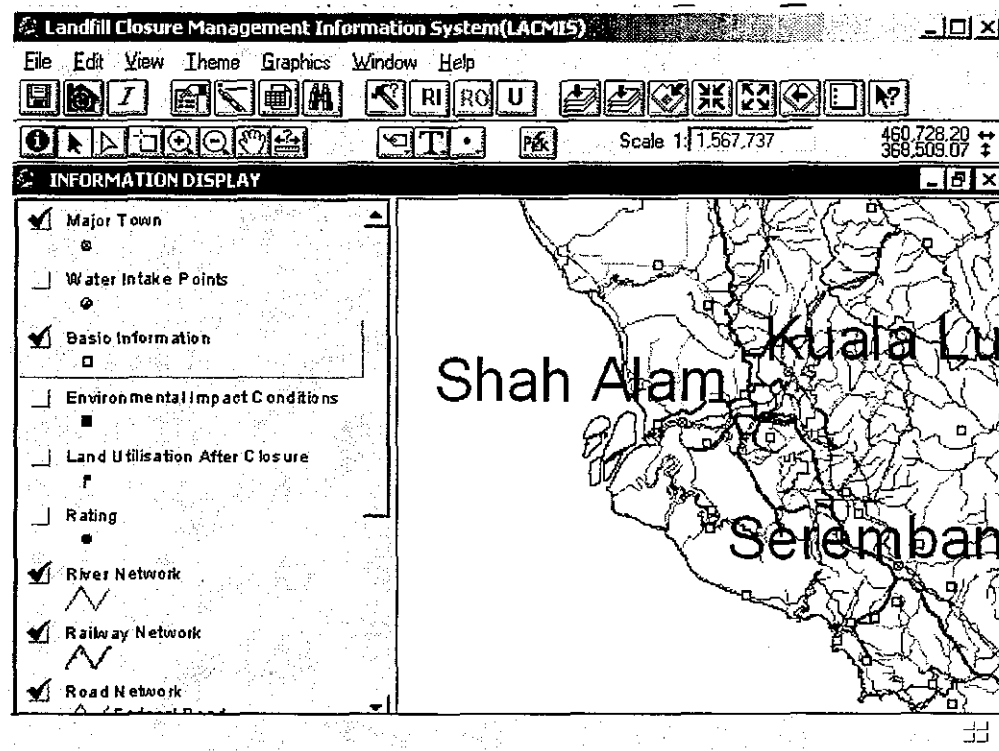 Landfill Closure Management Information System(LACMIS)
File Edit View Theme Graphics Window Help
I RI RO U
T Scale 1: 1,567,737 460,728.20
368,509.07
INFORMATION DISPLAY
Major Town
Water Intake Points
Basic Information
Environmental Impact Conditions
Land Utilisation After Closure
Rating
River Network
Railway Network
Road Network
Kuala Lu
Shah Alam
Seremban